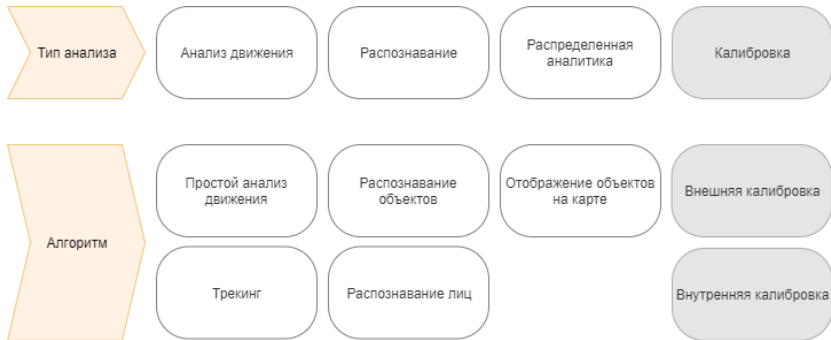 Тип анализа
Анализ движения
Распознавание
Распределенная
аналитика
Калибровка
Алгоритм
Простой анализ
движения
Распознавание
объектов
Отображение объектов
на карте
Внешняя калибровка
Трекинг
Распознавание лиц
Внутренняя калибровка